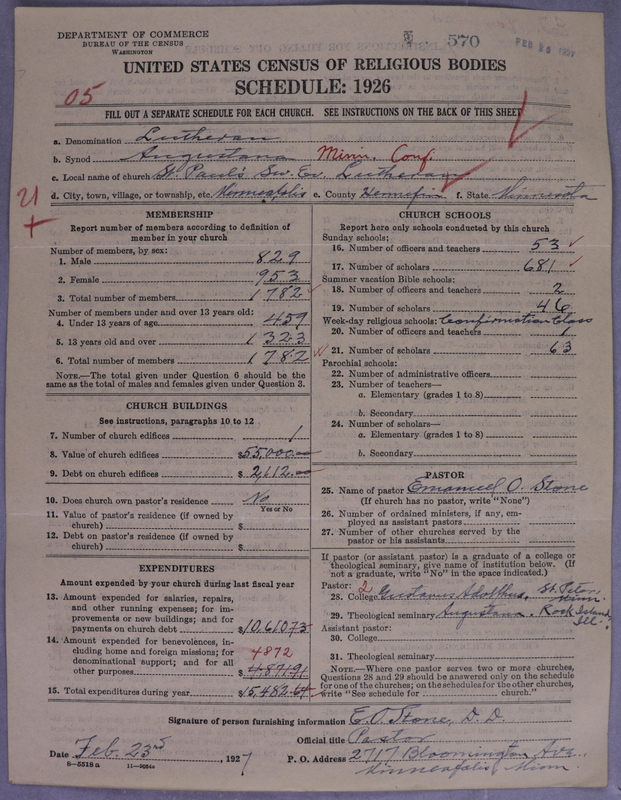 DEPARTMENT OF COMMERCE
BUREAU OF THE CENSUS
WASHINGTON
570
UNITED STATES CENSUS OF RELIGIOUS BODIES
SCHEDULE: 1926
05
FILL OUT A SEPARATE SCHEDULE FOR EACH CHURCH. SEE INSTRUCTIONS ON THE BACK OF THIS SHEET
a. Denomination Lutheran
b. Synod Augustana Minn. Conf.
c. Local name of church St. Paul's Sw. Ev. Lutheran
d. City, town, village, or township, etc. Minneapolis e. County Hennepin f. State Minnesota
MEMBERSHIP
Report number of members according to definition of
member in your church
Number of members, by sex:
1. Male 829
2. Female 953
3. Total number of members 1782
Number of members under and over 13 years old:
4. Under 13 years of age 459
5. 13 years old and over 1323
6. Total number of members 1782
NOTE.—The total given under Question 6 should be the
same as the total of males and females given under Question 3.
CHURCH BUILDINGS
See instructions, paragraphs 10 to 12
7. Number of church edifices 1
8. Value of church edifices $55,000.00
9. Debt on church edifices $2,612.00
10. Does church own pastor's residence No
Yes or No
11. Value of pastor's residence (if owned by
church) $
12. Debt on pastor's residence (if owned by
church) $
EXPENDITURES
Amount expended by your church during last fiscal year
13. Amount expended for salaries, repairs,
and other running expenses; for im-
provements or new building; and for
payments on church debt $10,610.73
14. Amount expended for benevolences, in-
cluding home and foreign missions; for
denominational support; and for all
other purposes 4872
$4,871.91
15. Total expenditures during year $15,482.64
CHURCH SCHOOLS
Report here only schools conducted by this church
Sunday schools:
16. Number of officers and teachers 53
17. Number of scholars 681
Summer vacation Bible schools:
18. Number of officers and teachers 2
19. Number of scholars 46
Week-day religious schools: Confirmation Class
20. Number of officers and teachers 1
21. Number of scholars 63
Parochial schools:
22. Number of administrative officers
23. Number of teachers—
a. Elementary (grades 1 to 8)
b. Secondary
24. Number of scholars—
a. Elementary (grades 1 to 8)
b. Secondary
PASTOR
25. Name of pastor Emanuel O. Stone
(If church has no pastor, write "None")
26. Number of ordained ministers, if any, em-
ployed as assistant pastors
27. Number of other churches served by the
pastor or his assistants
If pastor (or assistant pastor) is a graduate of a college or
theological seminary, give name of institution below. (If
not a graduate, write "No" in the space indicated.)
Pastor: 2
28. College Gustavus Adolphus, St. Peter, Minn.
29. Theological seminary Augustana, Rock Island, Ill.
Assistant pastor:
30. College
31. Theological seminary
NOTE.—Where one pastor serves two or more churches,
Questions 28 and 29 should be answered only on the schedule
for one of the churches; on the schedules for the other churches,
write "See schedule for church."
Signature of person furnishing information E. O. Stone, D. D.
Official title Pastor
Date Feb. 23rd, 1927 P. O. Address 2717 Bloomington Ave.
Minneapolis, Minn.
8-5518a